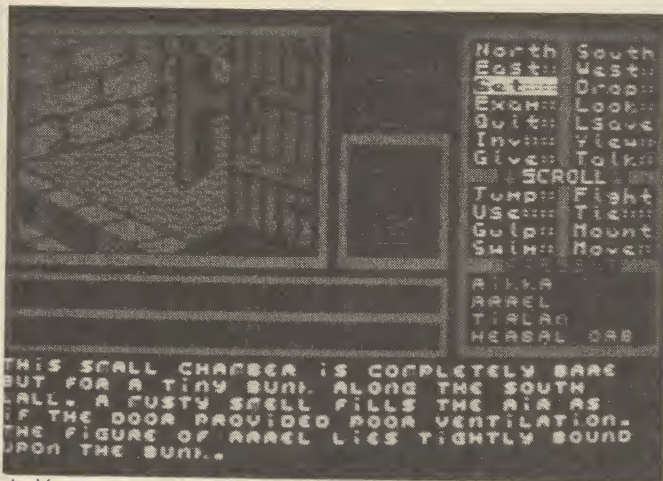 North South
East West
Get Drop
Exam Look
Quit LSave
Inv View
Give Talk
SCROLL
Jump Fight
Use Tie
Gulp Mount
Swim Move
ARREL
HERBAL ORB
THiS SMALL CHAMBER iS COMPLETELY BARE
BUT FOR A TiNY BUNK ALONG THE SOUTH
WALL. A MUSTY SMELL FiLLS THE AiR AS
iF THE DOOR PROViDED POOR VENTiLATiON.
THE FiGURE OF ARREL LiES TiGHTLY BOUND
UPON THE BUNK.